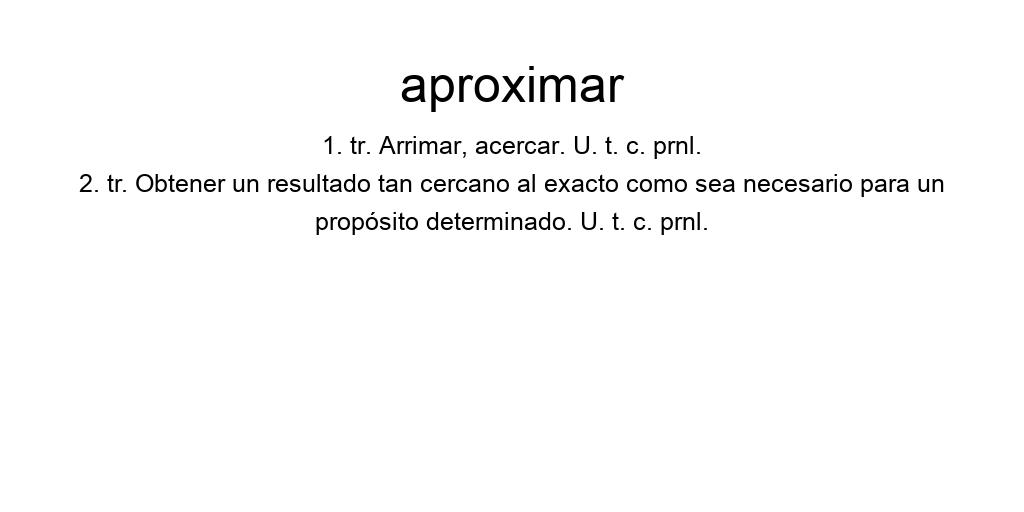 aproximar
1. tr. Arrimar, acercar. U. t. c. prnl.
2. tr. Obtener un resultado tan cercano al exacto como sea necesario para un
propósito determinado. U. t. c. prnl.